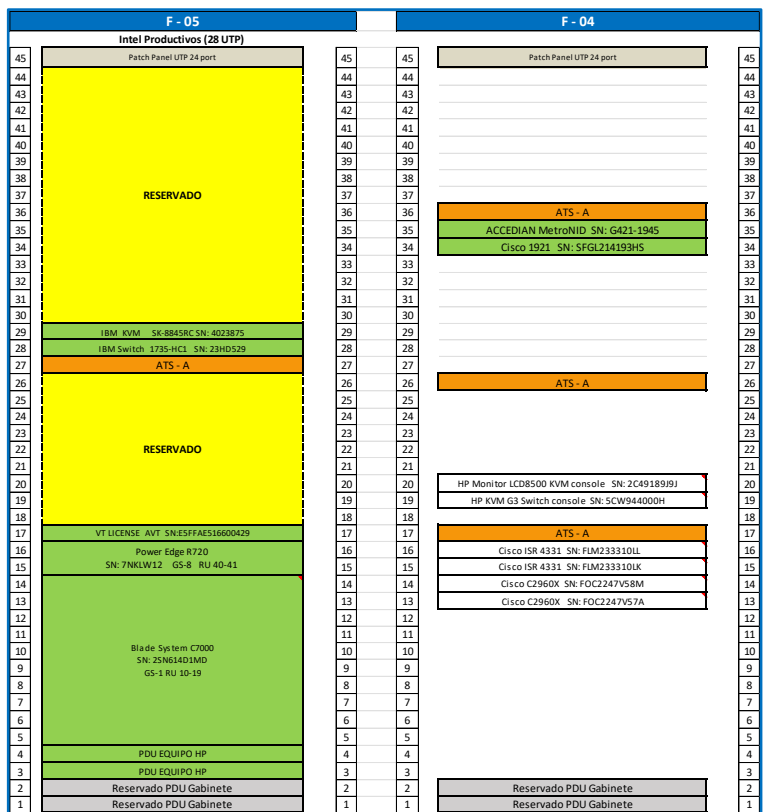 F - 05
F - 04
Intel Productivos (28 UTP)
45 Patch Panel UTP 24 port 45 45 Patch Panel UTP 24 port 45
44 44 44 44
43 43 43 43
42 42 42 42
41 41 41 41
40 40 40 40
39 39 39 39
38 38 38 38
37 RESERVADO 37 37 37
36 36 36 ATS - A 36
35 35 35 ACCEDIAN MetroNID SN: G421-1945 35
34 34 34 Cisco 1921 SN: SFGL214193HS 34
33 33 33 33
32 32 32 32
31 31 31 31
30 30 30 30
29 IBM KVM SK-8845RC SN: 4023875 29 29 29
28 IBM Switch 1735-HC1 SN: 23HD529 28 28 28
27 ATS - A 27 27 27
26 26 26 ATS - A 26
25 25 25 25
24 24 24 24
23 23 23 23
22 RESERVADO 22 22 22
21 21 21 21
20 20 20 HP Monitor LCD8500 KVM console SN: 2C49189J9J 20
19 19 19 HP KVM G3 Switch console SN: 5CW944000H 19
18 18 18 18
17 VT LICENSE AVT SN:E5FFAE516600429 17 17 ATS - A 17
16 Power Edge R720 16 16 Cisco ISR 4331 SN: FLM233310LL 16
15 SN: 7NKLW12 GS-8 RU 40-41 15 15 Cisco ISR 4331 SN: FLM233310LK 15
14 14 14 Cisco C2960X SN: FOC2247V58M 14
13 13 13 Cisco C2960X SN: FOC2247V57A 13
12 12 12 12
11 11 11 11
10 Blade System C7000 10 10 10
SN: 2SN614D1MD
9 9 9 9
GS-1 RU 10-19
8 8 8 8
7 7 7 7
6 6 6 6
5 5 5 5
4 PDU EQUIPO HP 4 4 4
3 PDU EQUIPO HP 3 3 3
2 Reservado PDU Gabinete 2 2 Reservado PDU Gabinete 2
1 Reservado PDU Gabinete 1 1 Reservado PDU Gabinete 1